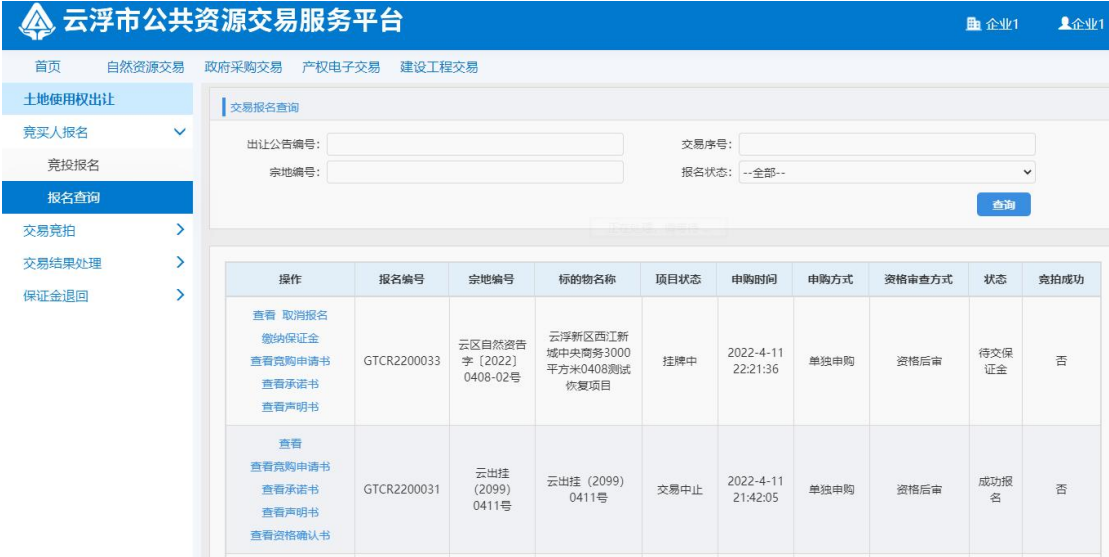 云浮市公共资源交易服务平台
企业1
企业1
首页 自然资源交易 政府采购交易 产权电子交易 建设工程交易
土地使用权出让
竞买人报名
竞投报名
报名查询
交易竞拍
交易结果处理
保证金退回
交易报名查询
出让公告编号:
交易序号:
宗地编号:
报名状态: --全部--
查询
操作 报名编号 宗地编号 标的物名称 项目状态 申购时间 申购方式 资格审查方式 状态 竞拍成功
查看 取消报名
缴纳保证金
查看竞购申请书
查看承诺书
查看声明书
GTCR2200033
云区自然资告
字［2022］
0408-02号
云浮新区西江新
城中央商务3000
平方米0408测试
恢复项目
挂牌中
2022-4-11
22:21:36
单独申购
资格后审
待交保
证金
否
查看
查看竞购申请书
查看承诺书
查看声明书
查看资格确认书
GTCR2200031
云出挂
(2099)
0411号
云出挂（2099）
0411号
交易中止
2022-4-11
21:42:05
单独申购
资格后审
成功报
名
否